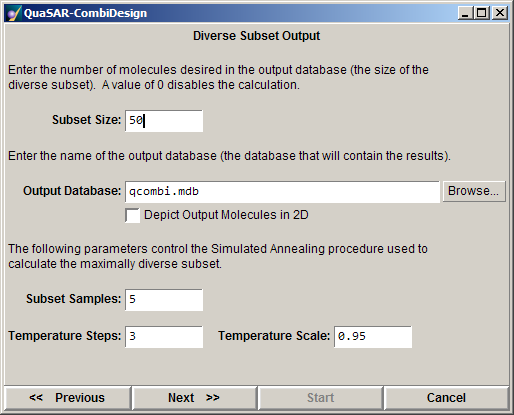 QuaSAR-CombiDesign
Diverse Subset Output
Enter the number of molecules desired in the output database (the size of the
diverse subset). A value of 0 disables the calculation.
Subset Size: 50
Enter the name of the output database (the database that will contain the results).
Output Database: qcombi.mdb Browse...
Depict Output Molecules in 2D
The following parameters control the Simulated Annealing procedure used to
calculate the maximally diverse subset.
Subset Samples: 5
Temperature Steps: 3 Temperature Scale: 0.95
<< Previous Next >> Start Cancel